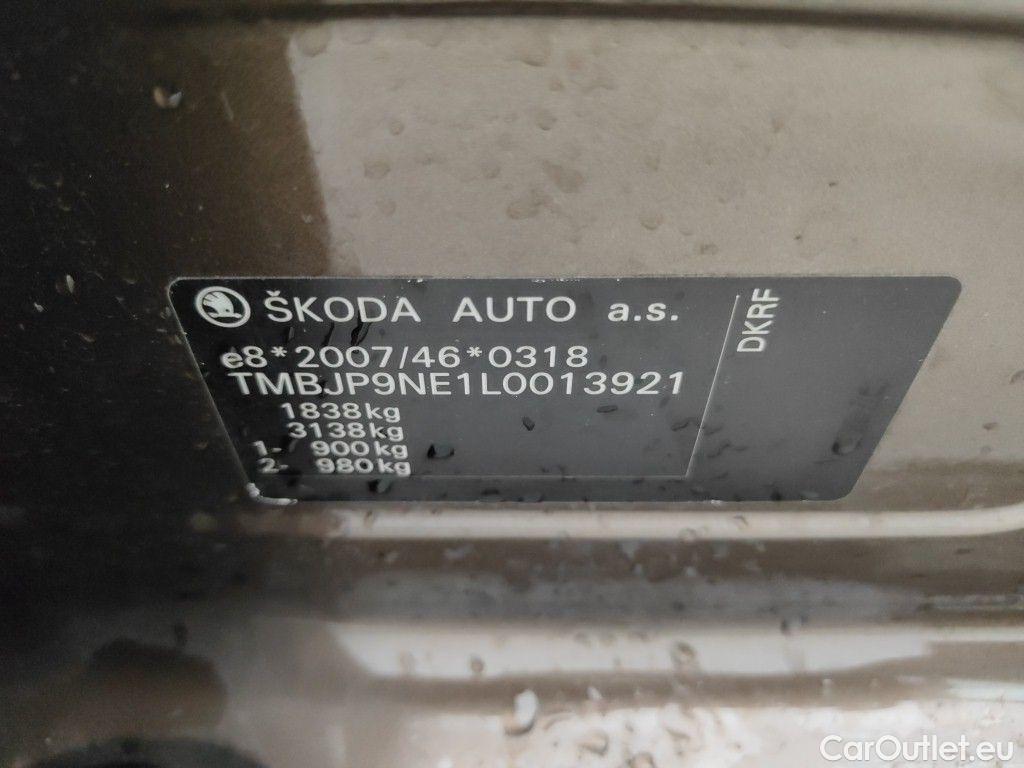 ŠKODA AUTO a.s.
e8*2007/46*0318
TMBJP9NE1L0013921
1838kg
3138kg
1- 900kg
2- 980kg
DKRF
CarOutlet.eu